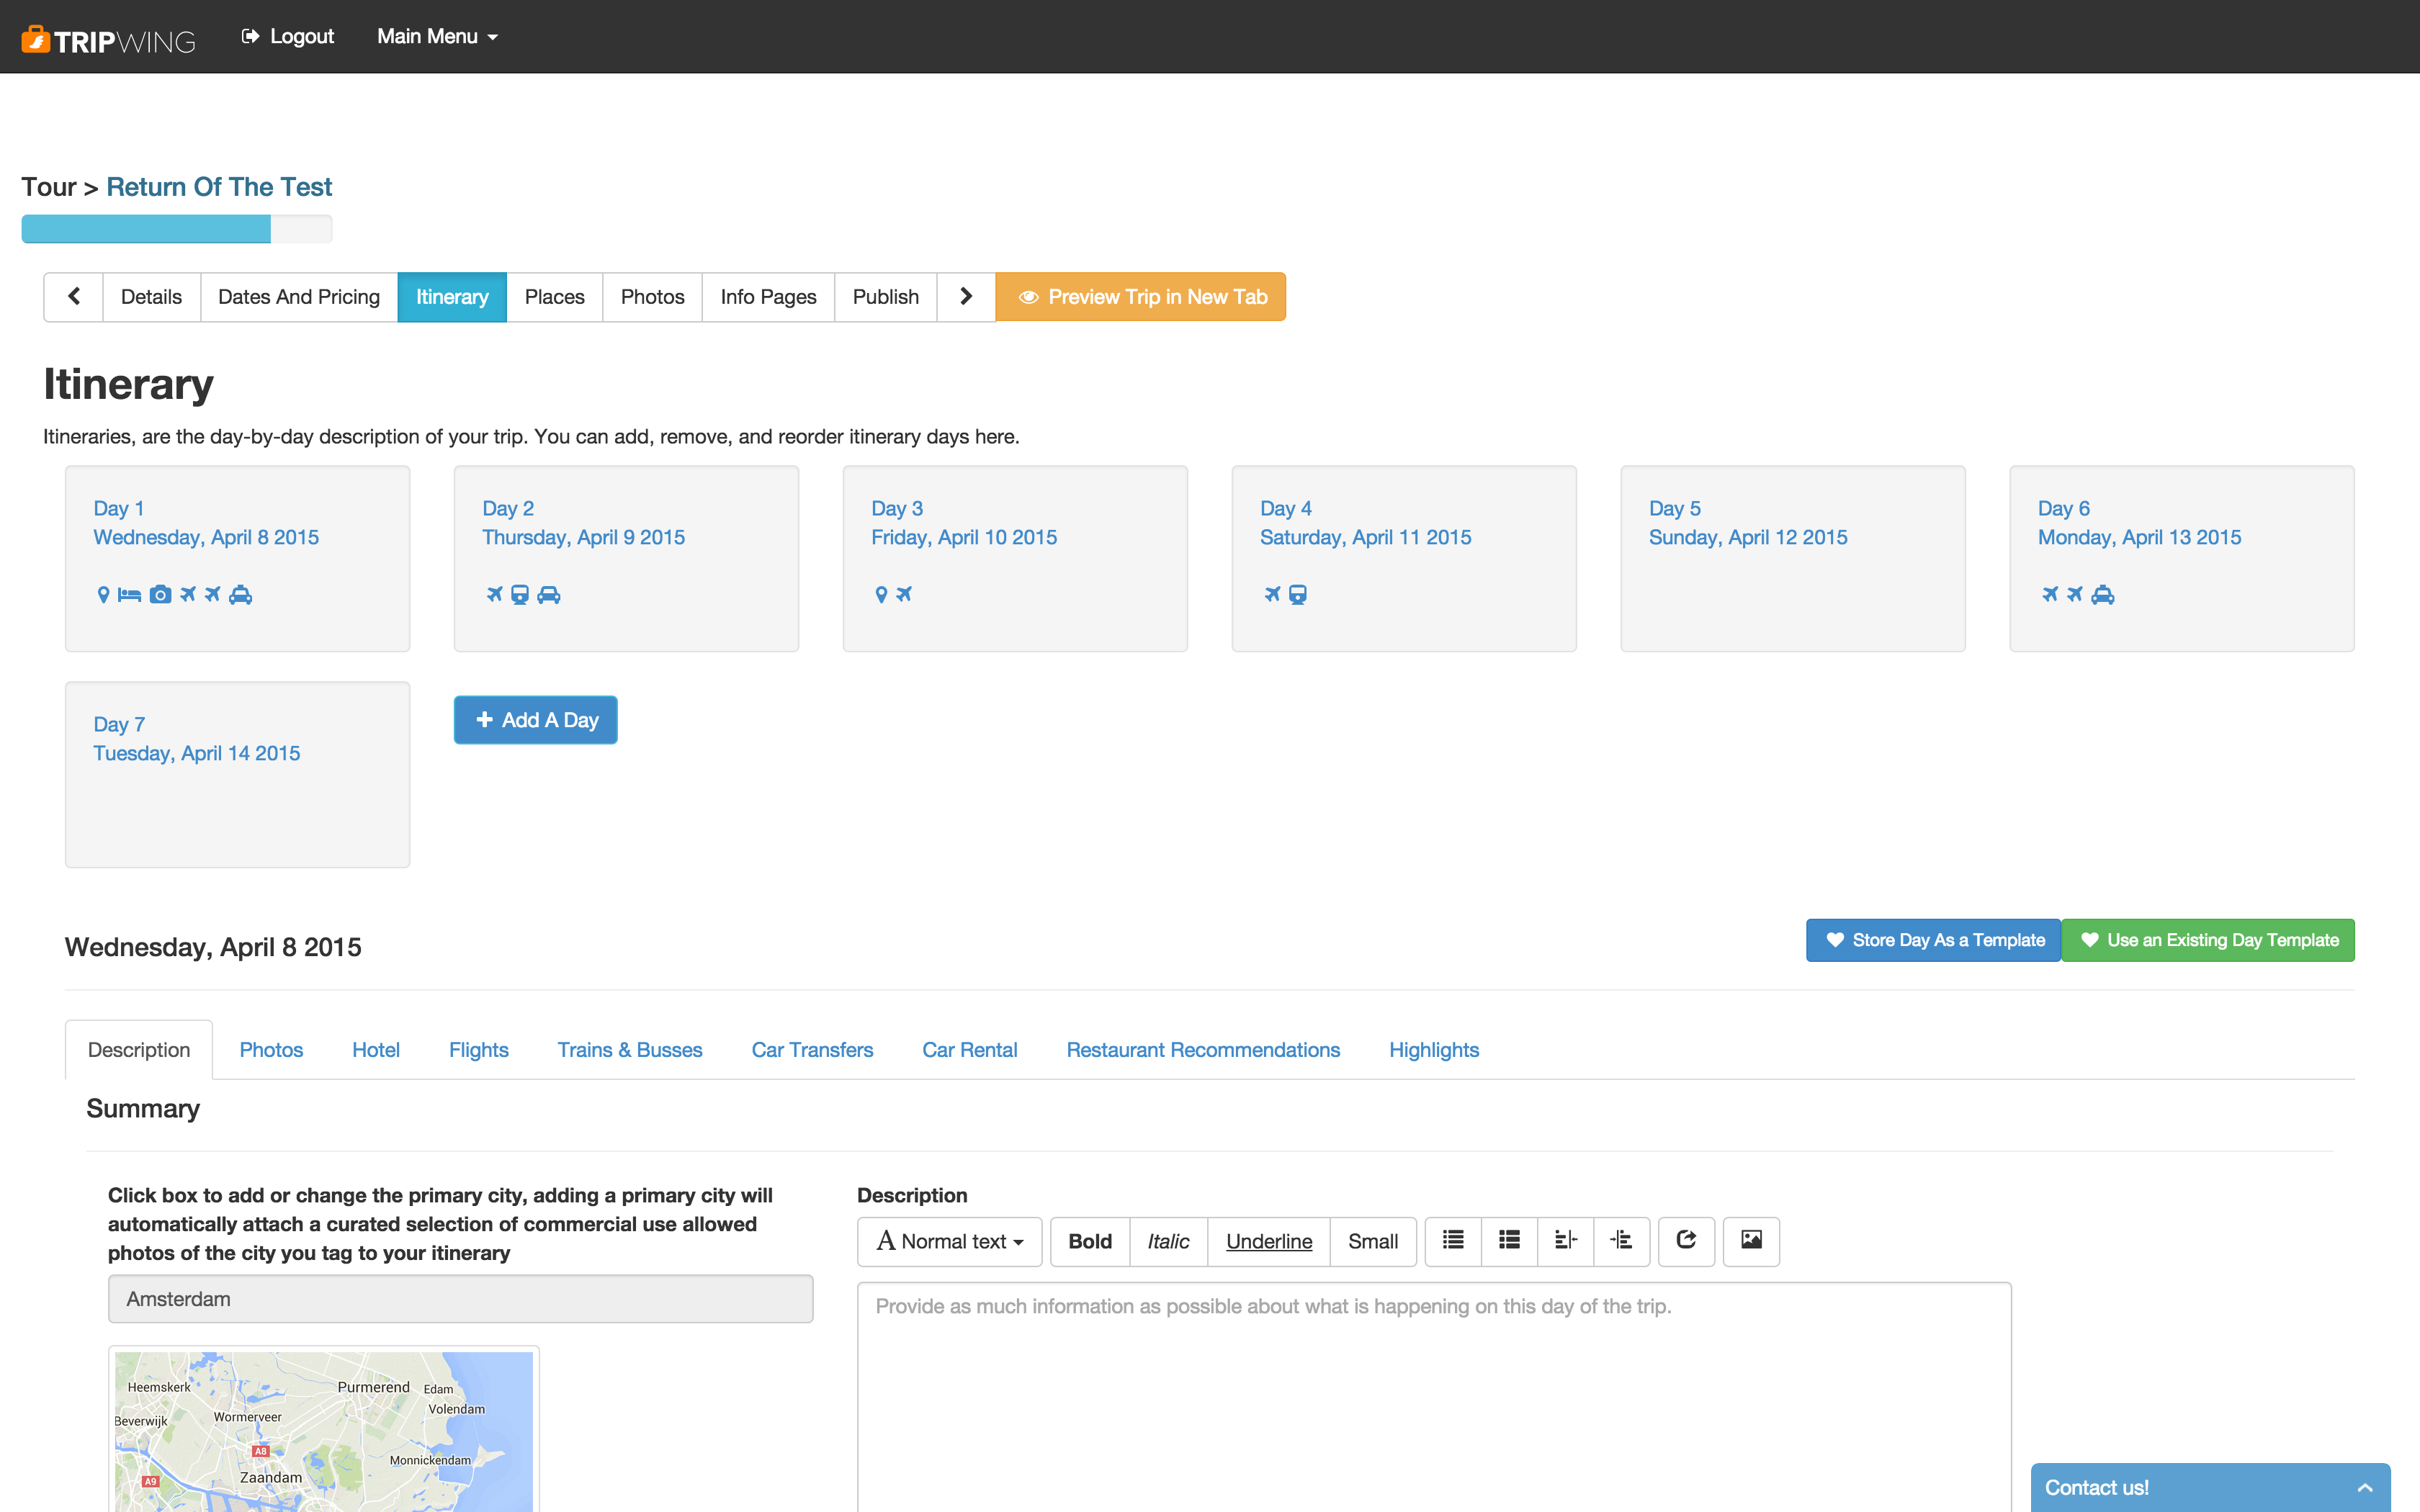 TRIPWING Logout Main Menu
Tour > Return Of The Test
Details Dates And Pricing Itinerary Places Photos Info Pages Publish Preview Trip in New Tab
Itinerary
Itineraries, are the day-by-day description of your trip. You can add, remove, and reorder itinerary days here.
Day 1
Wednesday, April 8 2015
Day 2
Thursday, April 9 2015
Day 3
Friday, April 10 2015
Day 4
Saturday, April 11 2015
Day 5
Sunday, April 12 2015
Day 6
Monday, April 13 2015
Day 7
Tuesday, April 14 2015
Add A Day
Wednesday, April 8 2015
Store Day As a Template Use an Existing Day Template
Description Photos Hotel Flights Trains & Busses Car Transfers Car Rental Restaurant Recommendations Highlights
Summary
Click box to add or change the primary city, adding a primary city will
automatically attach a curated selection of commercial use allowed
photos of the city you tag to your itinerary
Amsterdam
Heemskerk
Purmerend
Edam
Volendam
Beverwijk
Wormerveer
A8
Monnickendam
A9
Zaandam
Description
A Normal text Bold Italic Underline Small
Provide as much information as possible about what is happening on this day of the trip.
Contact us!